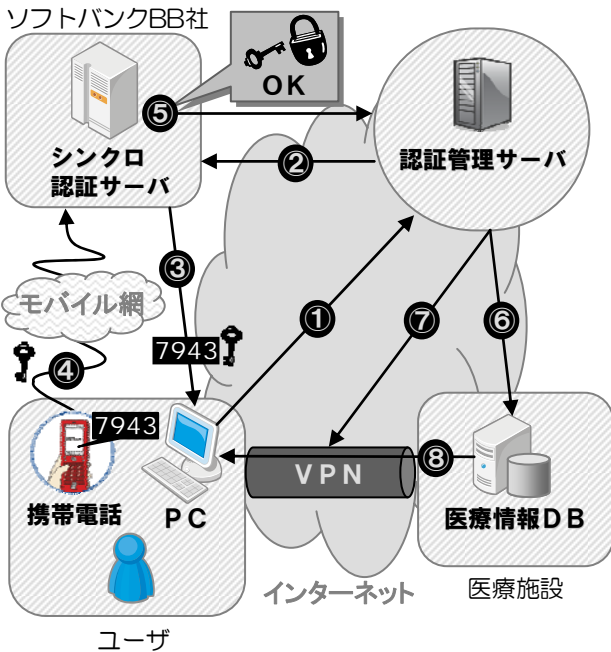 ソフトバンクBB社
OK
⑤
シンクロ
認証サーバ
②
認証管理サーバ
③
モバイル網
①
⑦
⑥
7943
④
7943
VPN
⑧
携帯電話
PC
医療情報DB
インターネット
医療施設
ユーザ